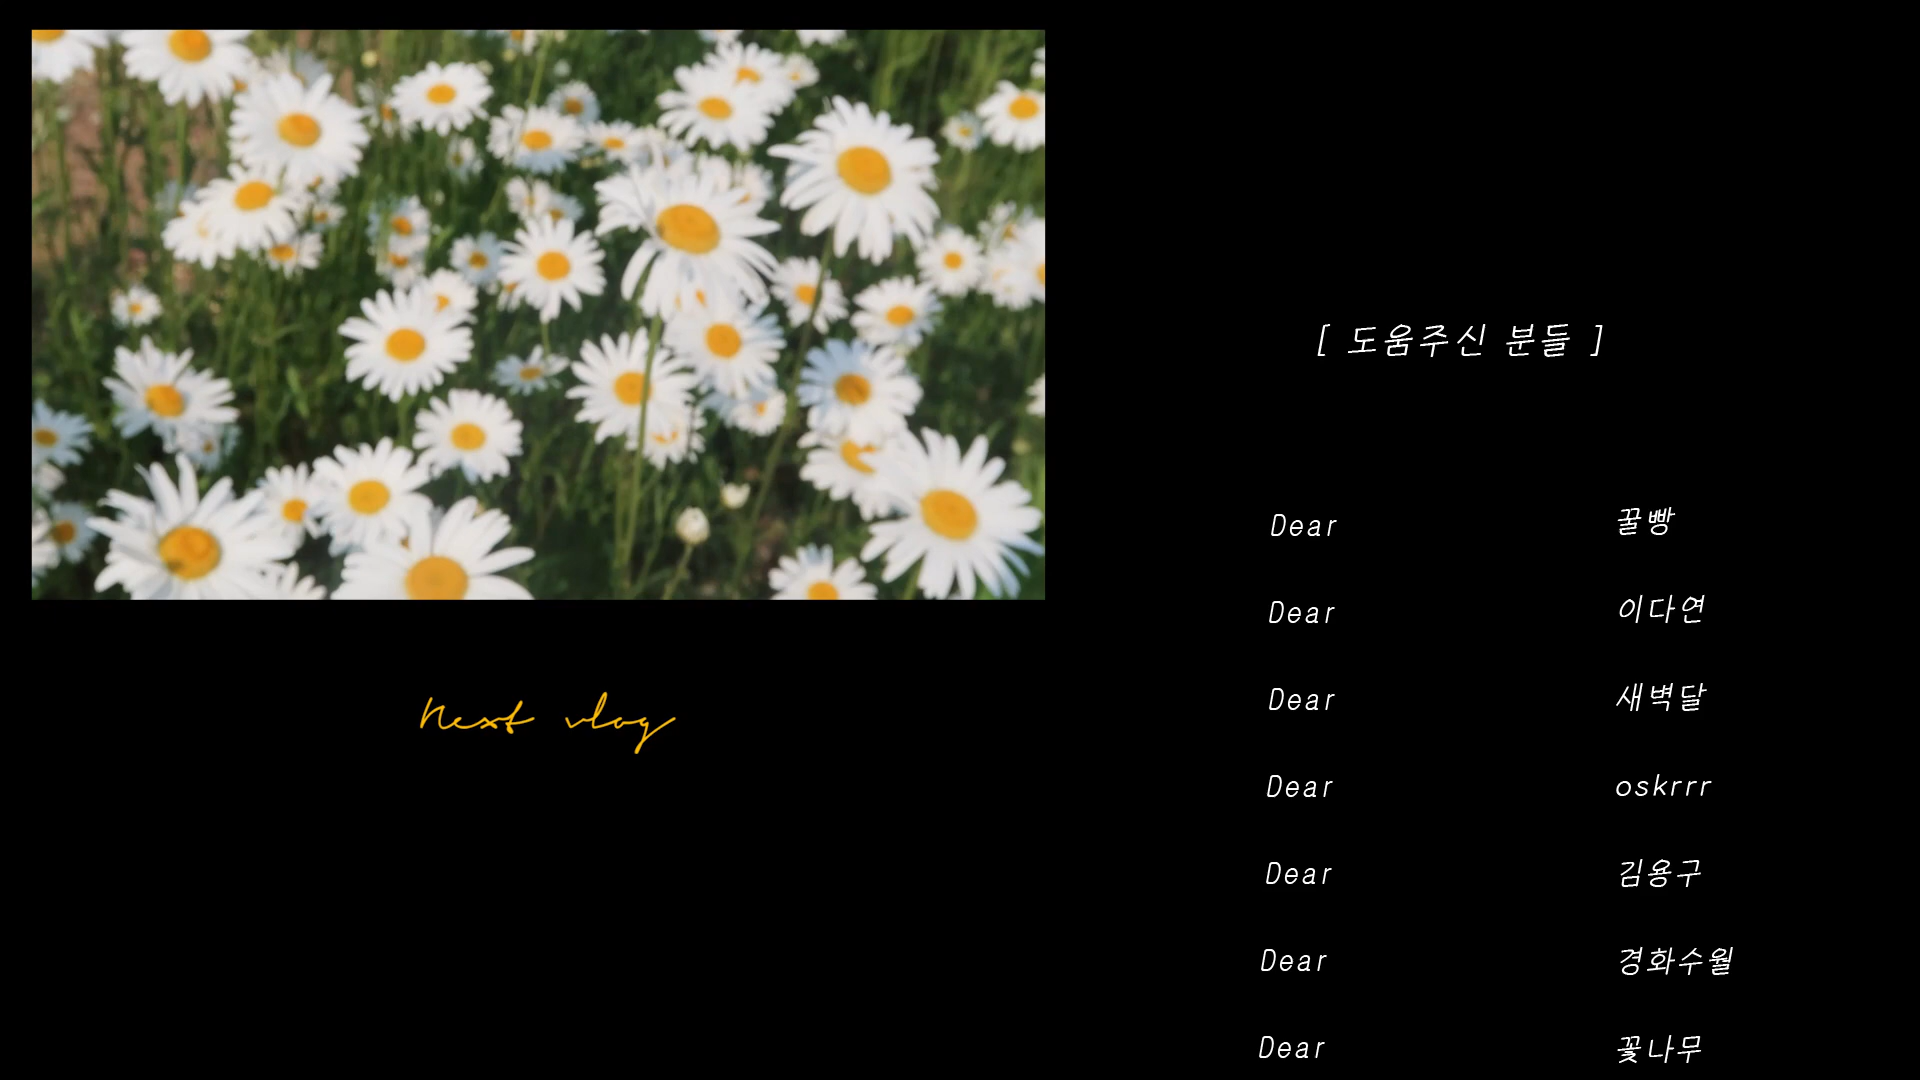 Next vlog
[ 도움주신 분들 ]
Dear 꿀빵
Dear 이다연
Dear 새벽달
Dear oskrrr
Dear 김용구
Dear 경화수월
Dear 꽃나무